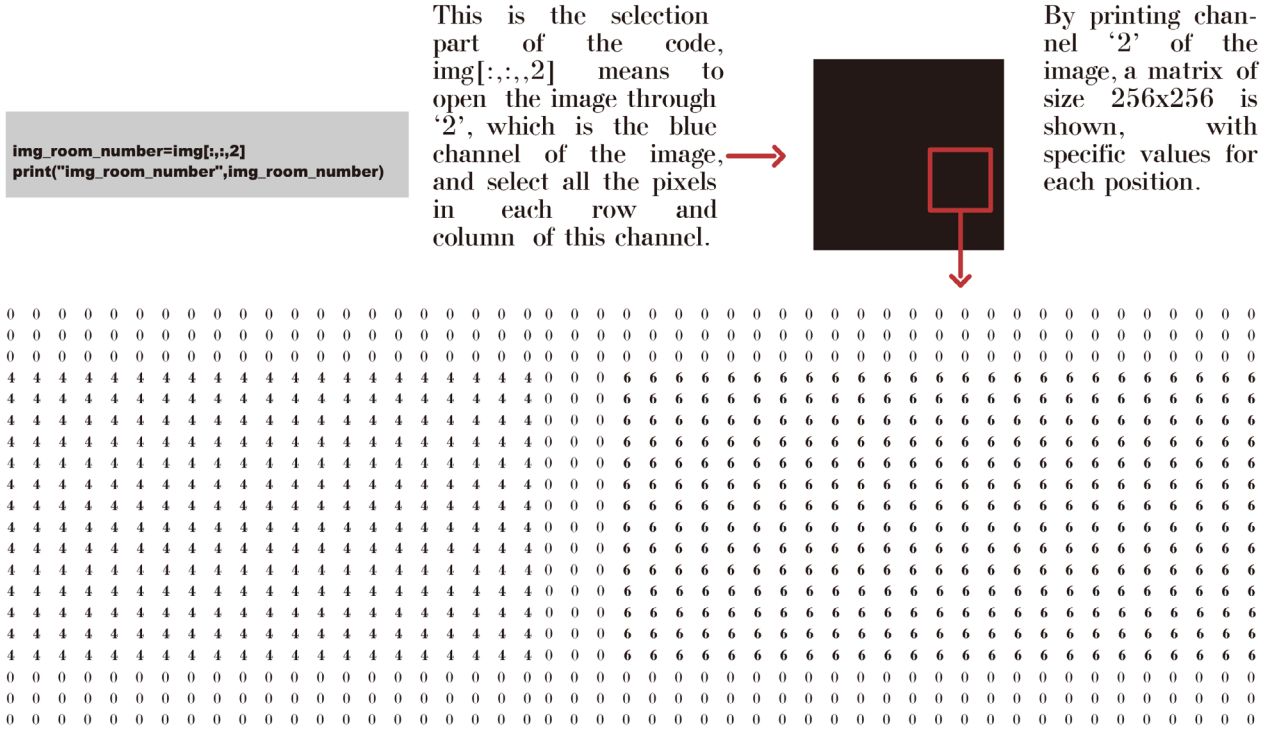 img_room_number=img[:,:,2]
print("img_room_number",img_room_number)
This is the selection
part of the code,
img[:,:,,2] means to
open the image through
‘2’, which is the blue
channel of the image,
and select all the pixels
in each row and
column of this channel.
By printing chan-
nel ‘2’ of the
image, a matrix of
size 256x256 is
shown, with
specific values for
each position.
0 0 0 0 0 0 0 0 0 0 0 0 0 0 0 0 0 0 0 0 0 0 0 0 0 0 0 0 0 0 0 0 0 0 0 0 0 0 0 0 0 0 0 0 0 0 0 0 0
0 0 0 0 0 0 0 0 0 0 0 0 0 0 0 0 0 0 0 0 0 0 0 0 0 0 0 0 0 0 0 0 0 0 0 0 0 0 0 0 0 0 0 0 0 0 0 0 0
0 0 0 0 0 0 0 0 0 0 0 0 0 0 0 0 0 0 0 0 0 0 0 0 0 0 0 0 0 0 0 0 0 0 0 0 0 0 0 0 0 0 0 0 0 0 0 0 0
4 4 4 4 4 4 4 4 4 4 4 4 4 4 4 4 4 4 4 4 4 0 0 0 6 6 6 6 6 6 6 6 6 6 6 6 6 6 6 6 6 6 6 6 6 6 6 6 6
4 4 4 4 4 4 4 4 4 4 4 4 4 4 4 4 4 4 4 4 4 0 0 0 6 6 6 6 6 6 6 6 6 6 6 6 6 6 6 6 6 6 6 6 6 6 6 6 6
4 4 4 4 4 4 4 4 4 4 4 4 4 4 4 4 4 4 4 4 4 0 0 0 6 6 6 6 6 6 6 6 6 6 6 6 6 6 6 6 6 6 6 6 6 6 6 6 6
4 4 4 4 4 4 4 4 4 4 4 4 4 4 4 4 4 4 4 4 4 0 0 0 6 6 6 6 6 6 6 6 6 6 6 6 6 6 6 6 6 6 6 6 6 6 6 6 6
4 4 4 4 4 4 4 4 4 4 4 4 4 4 4 4 4 4 4 4 4 0 0 0 6 6 6 6 6 6 6 6 6 6 6 6 6 6 6 6 6 6 6 6 6 6 6 6 6
4 4 4 4 4 4 4 4 4 4 4 4 4 4 4 4 4 4 4 4 4 0 0 0 6 6 6 6 6 6 6 6 6 6 6 6 6 6 6 6 6 6 6 6 6 6 6 6 6
4 4 4 4 4 4 4 4 4 4 4 4 4 4 4 4 4 4 4 4 4 0 0 0 6 6 6 6 6 6 6 6 6 6 6 6 6 6 6 6 6 6 6 6 6 6 6 6 6
4 4 4 4 4 4 4 4 4 4 4 4 4 4 4 4 4 4 4 4 4 0 0 0 6 6 6 6 6 6 6 6 6 6 6 6 6 6 6 6 6 6 6 6 6 6 6 6 6
4 4 4 4 4 4 4 4 4 4 4 4 4 4 4 4 4 4 4 4 4 0 0 0 6 6 6 6 6 6 6 6 6 6 6 6 6 6 6 6 6 6 6 6 6 6 6 6 6
4 4 4 4 4 4 4 4 4 4 4 4 4 4 4 4 4 4 4 4 4 0 0 0 6 6 6 6 6 6 6 6 6 6 6 6 6 6 6 6 6 6 6 6 6 6 6 6 6
4 4 4 4 4 4 4 4 4 4 4 4 4 4 4 4 4 4 4 4 4 0 0 0 6 6 6 6 6 6 6 6 6 6 6 6 6 6 6 6 6 6 6 6 6 6 6 6 6
4 4 4 4 4 4 4 4 4 4 4 4 4 4 4 4 4 4 4 4 4 0 0 0 6 6 6 6 6 6 6 6 6 6 6 6 6 6 6 6 6 6 6 6 6 6 6 6 6
4 4 4 4 4 4 4 4 4 4 4 4 4 4 4 4 4 4 4 4 4 0 0 0 6 6 6 6 6 6 6 6 6 6 6 6 6 6 6 6 6 6 6 6 6 6 6 6 6
4 4 4 4 4 4 4 4 4 4 4 4 4 4 4 4 4 4 4 4 4 0 0 0 6 6 6 6 6 6 6 6 6 6 6 6 6 6 6 6 6 6 6 6 6 6 6 6 6
0 0 0 0 0 0 0 0 0 0 0 0 0 0 0 0 0 0 0 0 0 0 0 0 0 0 0 0 0 0 0 0 0 0 0 0 0 0 0 0 0 0 0 0 0 0 0 0 0
0 0 0 0 0 0 0 0 0 0 0 0 0 0 0 0 0 0 0 0 0 0 0 0 0 0 0 0 0 0 0 0 0 0 0 0 0 0 0 0 0 0 0 0 0 0 0 0 0
0 0 0 0 0 0 0 0 0 0 0 0 0 0 0 0 0 0 0 0 0 0 0 0 0 0 0 0 0 0 0 0 0 0 0 0 0 0 0 0 0 0 0 0 0 0 0 0 0